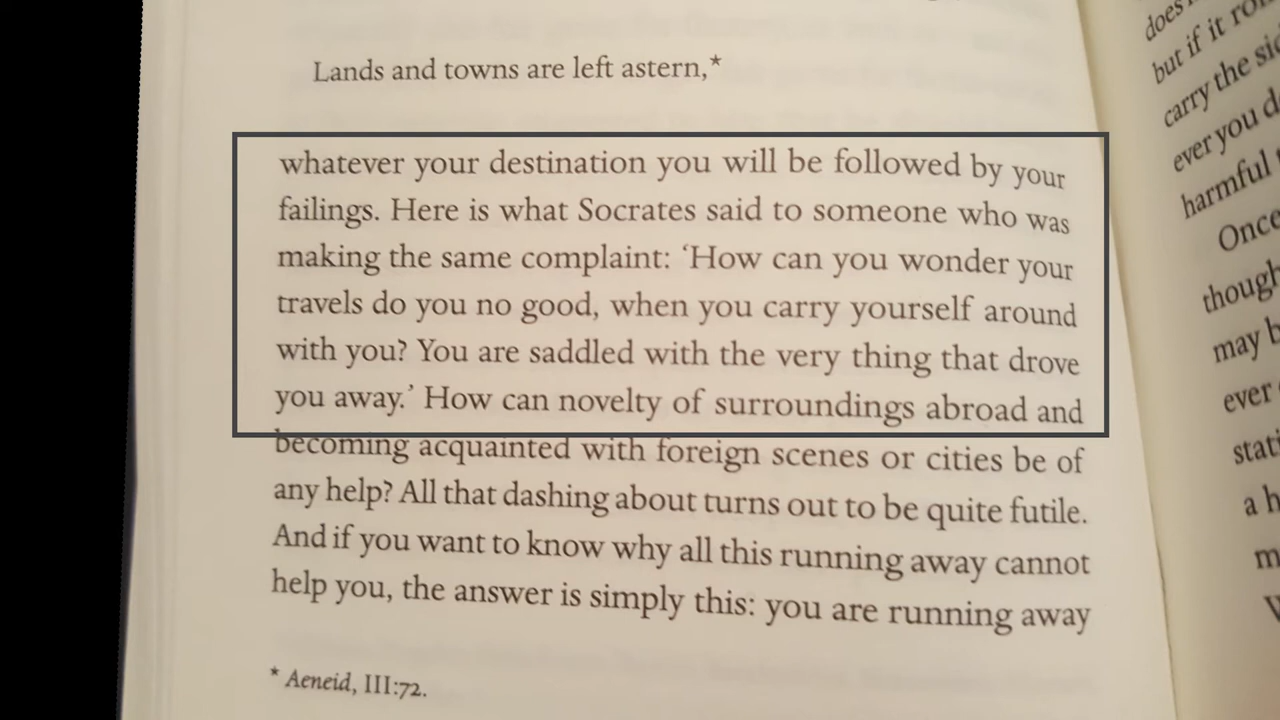 Lands and towns are left astern,*
whatever your destination you will be followed by your
failings. Here is what Socrates said to someone who was
making the same complaint: ‘How can you wonder your
travels do you no good, when you carry yourself around
with you? You are saddled with the very thing that drove
you away.’ How can novelty of surroundings abroad and
becoming acquainted with foreign scenes or cities be of
any help? All that dashing about turns out to be quite futile.
And if you want to know why all this running away cannot
help you, the answer is simply this: you are running away
* Aeneid, III:72.
does
but if it
carry the
ever you
harmful
Once
may
ever
a